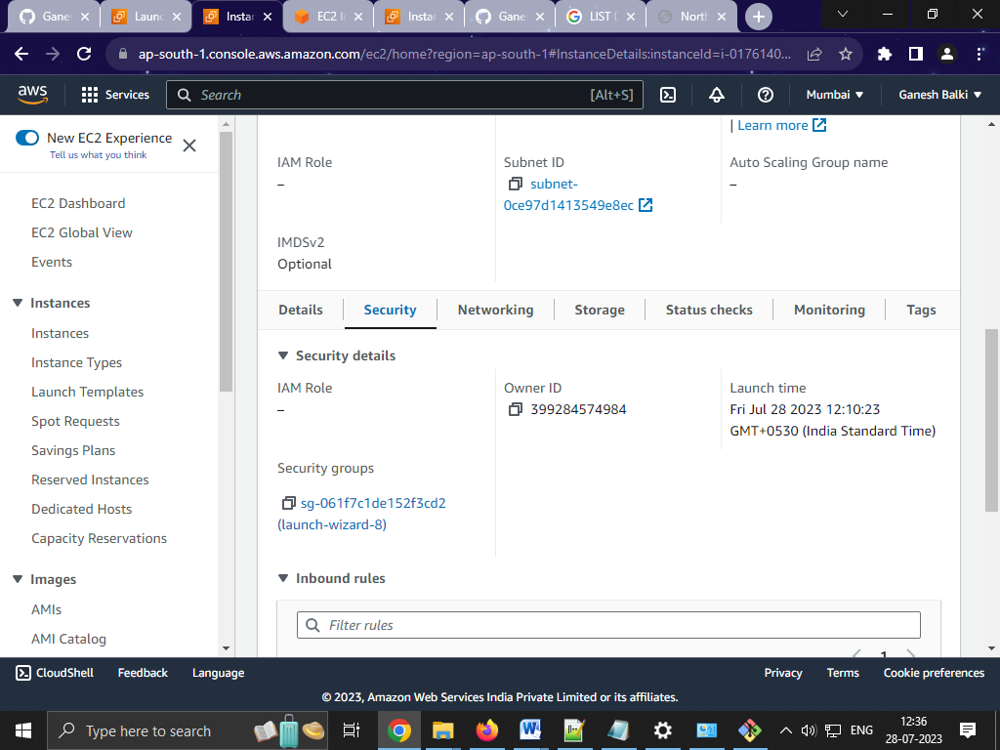 Ganes
Launc
Instar
EC2 I
Instar
Gane
LIST
North
ap-south-1.console.aws.amazon.com/ec2/home?region=ap-south-1#InstanceDetails:instanceId=i-0176140...
aws
Services
Search
[Alt+S]
Mumbai
Ganesh Balki
New EC2 Experience
Tell us what you think
EC2 Dashboard
EC2 Global View
Events
Instances
Instances
Instance Types
Launch Templates
Spot Requests
Savings Plans
Reserved Instances
Dedicated Hosts
Capacity Reservations
Images
AMIs
AMI Catalog
| Learn more
IAM Role
–
Subnet ID
subnet-
0ce97d1413549e8ec
Auto Scaling Group name
–
IMDSv2
Optional
Details
Security
Networking
Storage
Status checks
Monitoring
Tags
Security details
IAM Role
–
Owner ID
399284574984
Launch time
Fri Jul 28 2023 12:10:23
GMT+0530 (India Standard Time)
Security groups
sg-061f7c1de152f3cd2
(launch-wizard-8)
Inbound rules
Filter rules
1
CloudShell
Feedback
Language
Privacy
Terms
Cookie preferences
© 2023, Amazon Web Services India Private Limited or its affiliates.
Type here to search
ENG
12:36
28-07-2023